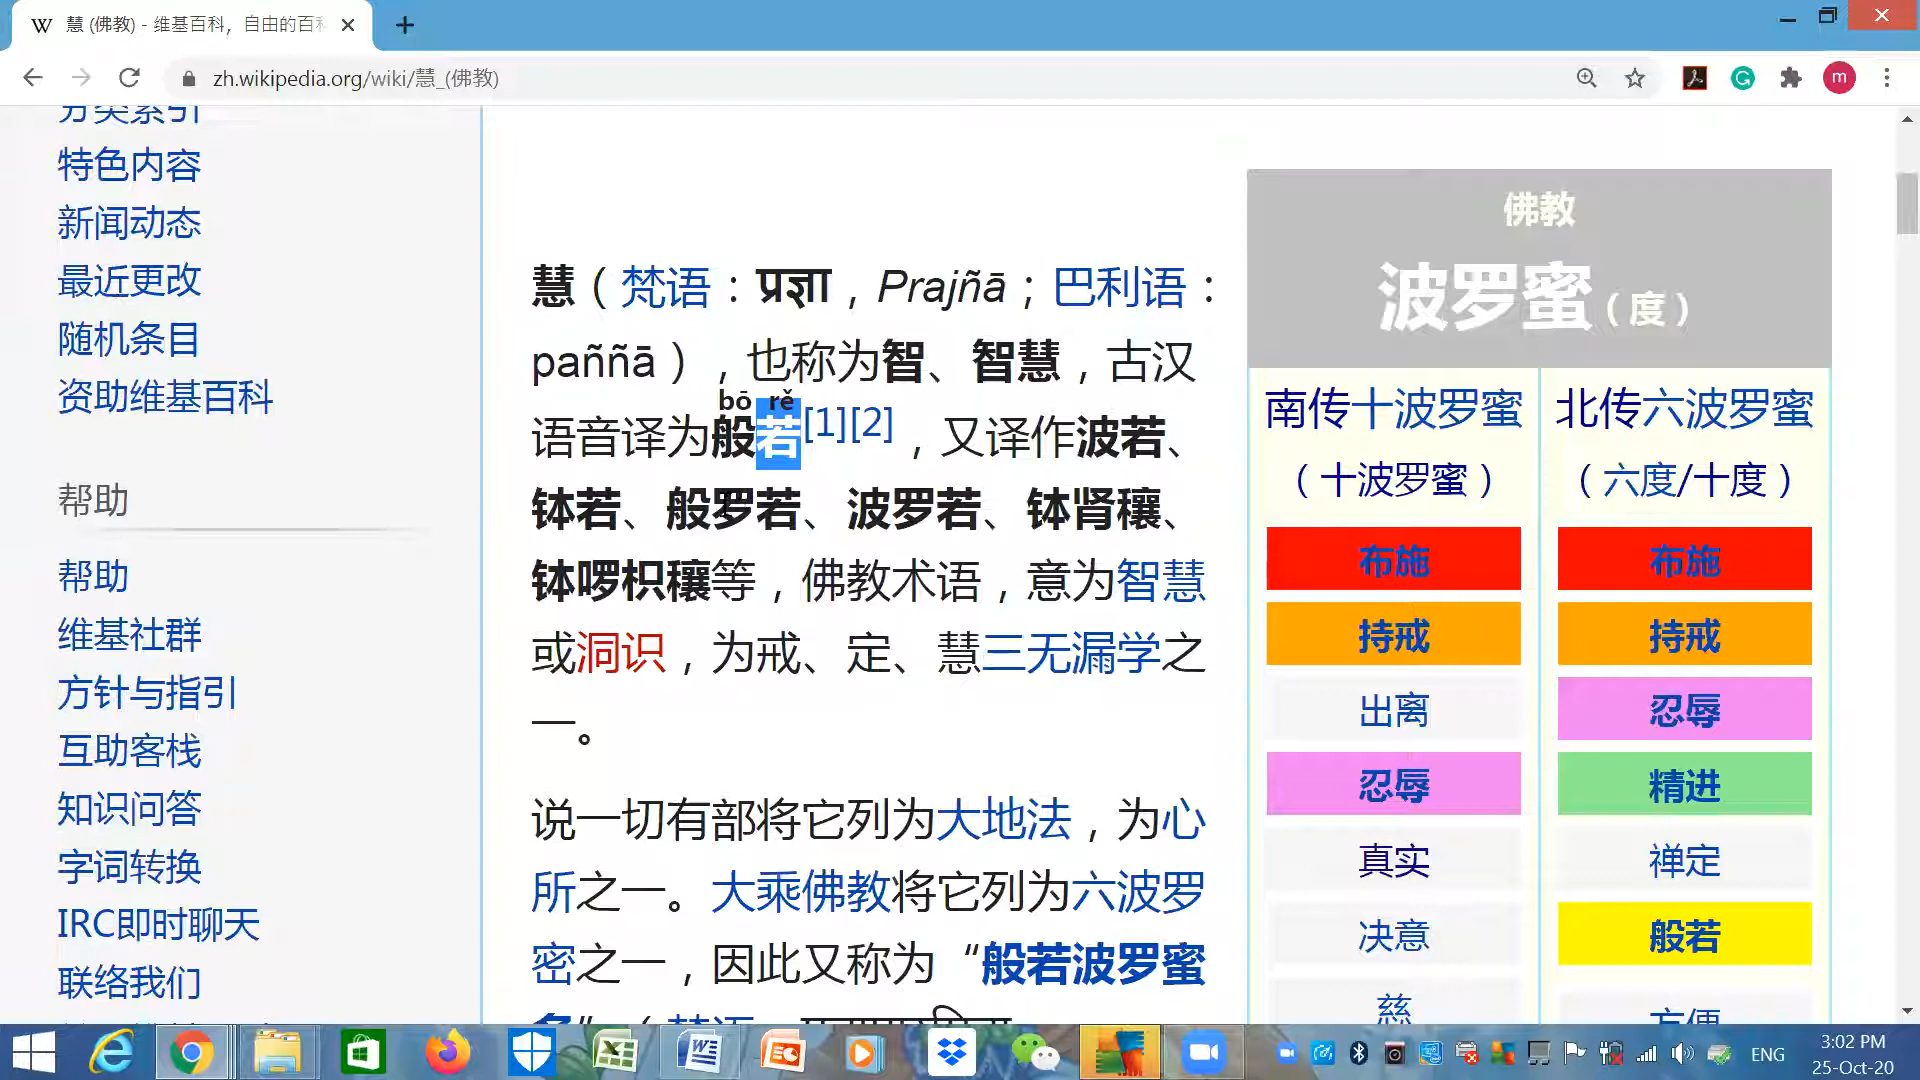 慧 (佛教) - 维基百科，自由的百科
zh.wikipedia.org/wiki/慧_(佛教)
m
分类索引
特色内容
新闻动态
最近更改
随机条目
资助维基百科
帮助
帮助
维基社群
方针与指引
互助客栈
知识问答
字词转换
IRC即时聊天
联络我们
慧（梵语：प्रज्ञा，Prajñā；巴利语：
paññā），也称为智、智慧，古汉
bō rě
语音译为般若[1][2]，又译作波若、
钵若、般罗若、波罗若、钵肾穰、
钵啰枳穰等，佛教术语，意为智慧
或洞识，为戒、定、慧三无漏学之
一。
说一切有部将它列为大地法，为心
所之一。大乘佛教将它列为六波罗
密之一，因此又称为“般若波罗蜜
多”（梵语：
佛教
波罗蜜（度）
南传十波罗蜜
（十波罗蜜）
布施
持戒
出离
忍辱
真实
决意
慈
北传六波罗蜜
（六度/十度）
布施
持戒
忍辱
精进
禅定
般若
方便
ENG
3:02 PM
25-Oct-20